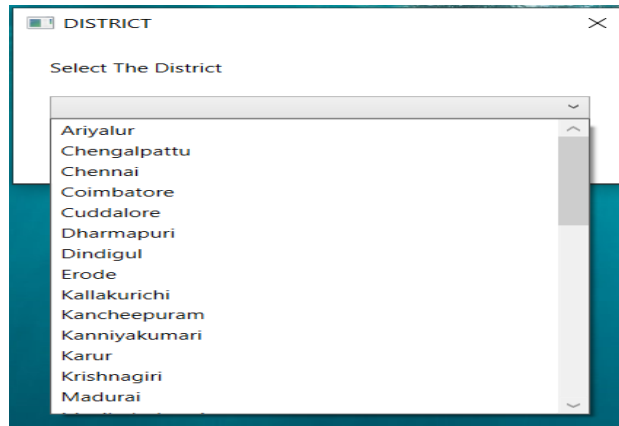 DISTRICT
Select The District
Ariyalur
Chengalpattu
Chennai
Coimbatore
Cuddalore
Dharmapuri
Dindigul
Erode
Kallakurichi
Kancheepuram
Kanniyakumari
Karur
Krishnagiri
Madurai